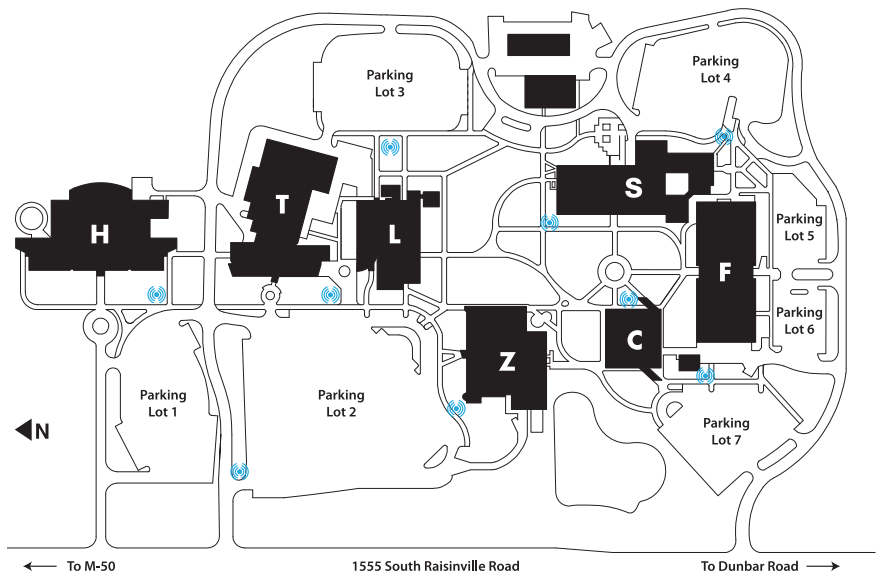 Parking
Lot 3
Parking
Lot 4
S
T
H
L
Parking
Lot 5
F
Parking
Lot 6
C
Z
Parking
Lot 1
Parking
Lot 2
N
Parking
Lot 7
To M-50
1555 South Raisinville Road
To Dunbar Road